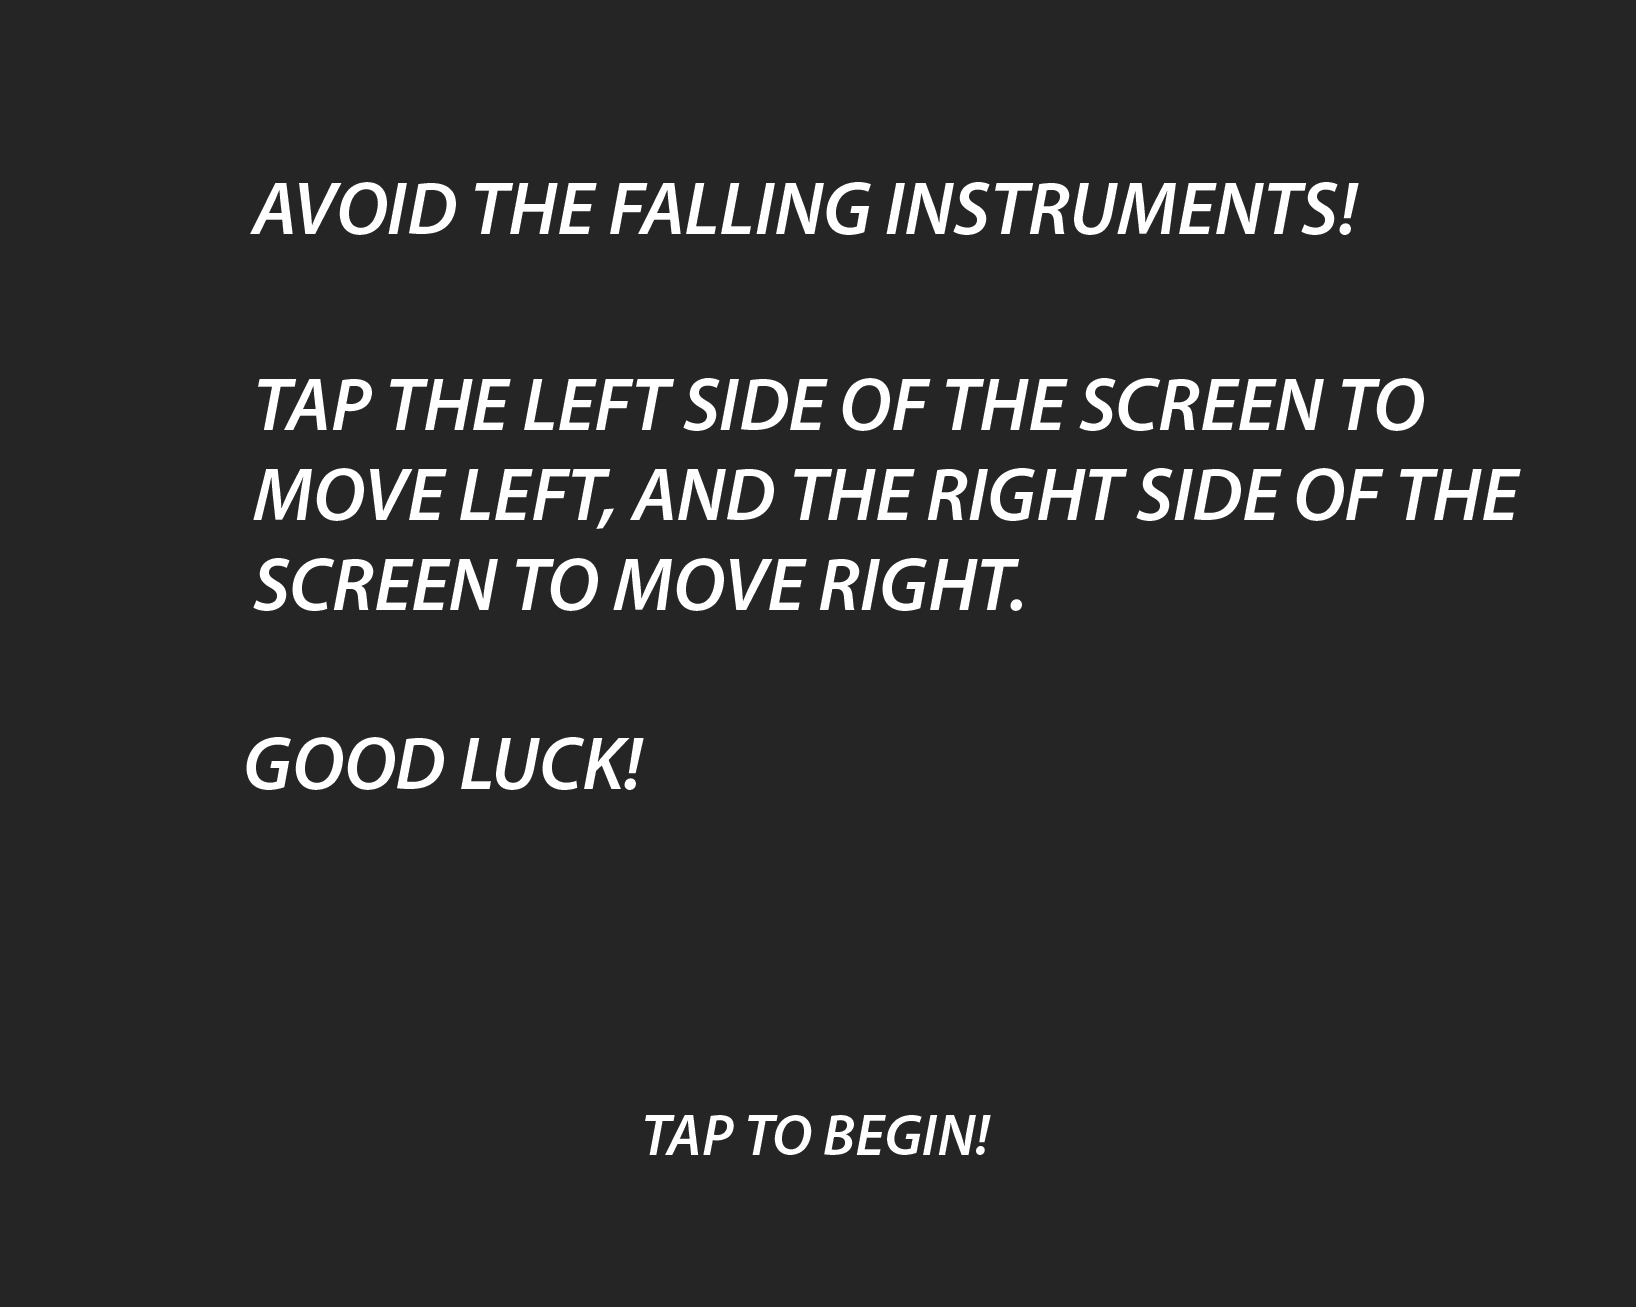 AVOID THE FALLING INSTRUMENTS!
TAP THE LEFT SIDE OF THE SCREEN TO
MOVE LEFT, AND THE RIGHT SIDE OF THE
SCREEN TO MOVE RIGHT.
GOOD LUCK!
TAP TO BEGIN!